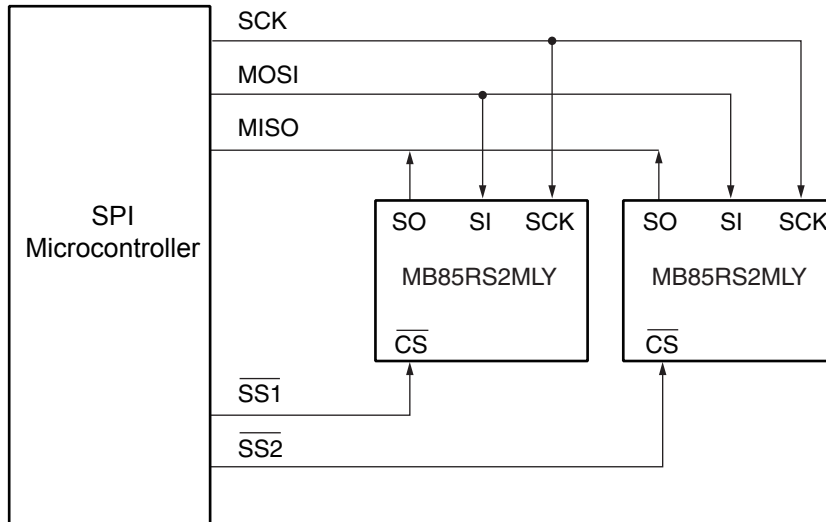 SCK
MOSI
MISO
SPI
Microcontroller
SO SI SCK
MB85RS2MLY
CS
SO SI SCK
MB85RS2MLY
CS
SS1
SS2